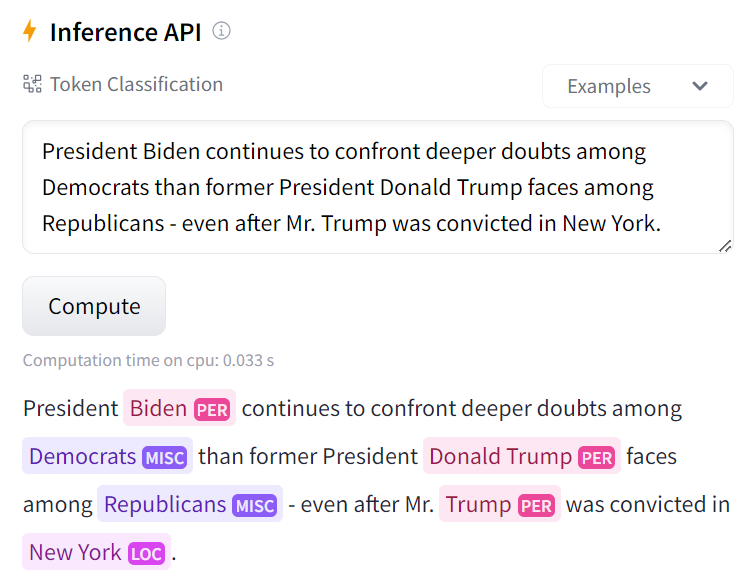 Inference API
Token Classification
Examples
President Biden continues to confront deeper doubts among
Democrats than former President Donald Trump faces among
Republicans - even after Mr. Trump was convicted in New York.
Compute
Computation time on cpu: 0.033 s
President Biden PER continues to confront deeper doubts among
Democrats MISC than former President Donald Trump PER faces
among Republicans MISC - even after Mr. Trump PER was convicted in
New York LOC .